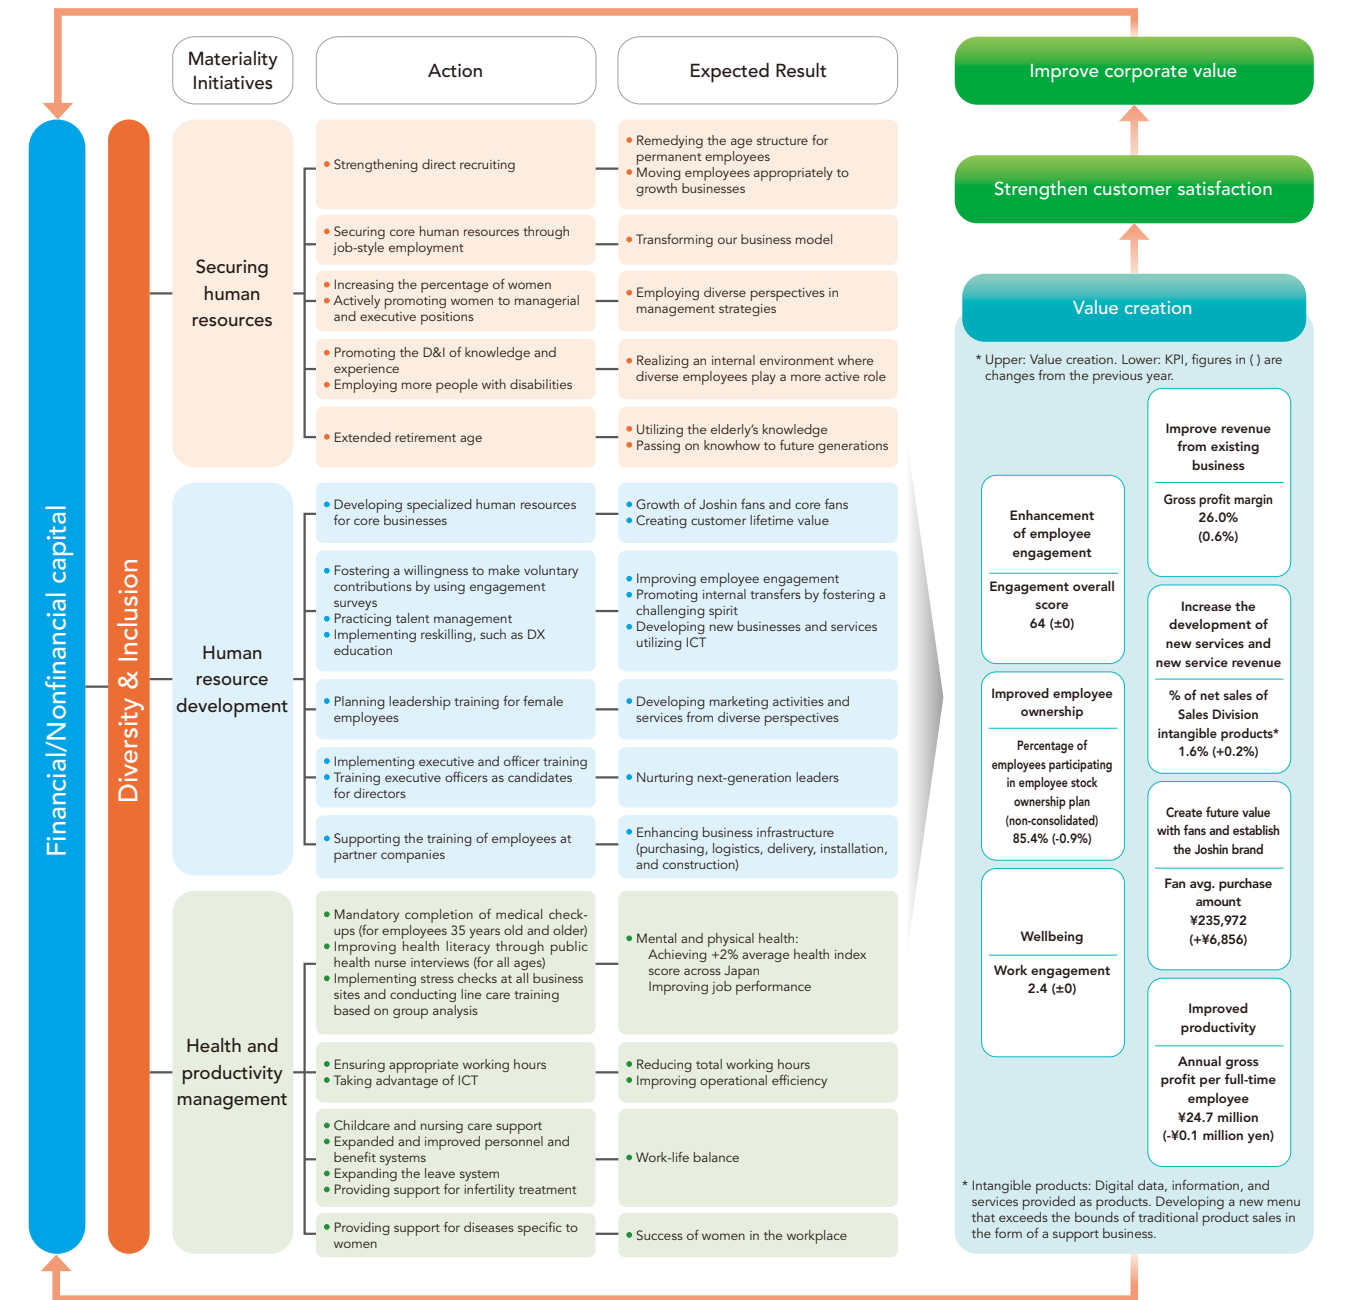 Materiality
Initiatives
Action
Expected Result
Financial/Nonfinancial capital
Diversity & Inclusion
Securing
human
resources
• Strengthening direct recruiting
• Remedying the age structure for
permanent employees
• Moving employees appropriately to
growth businesses
• Securing core human resources through
job-style employment
• Transforming our business model
• Increasing the percentage of women
• Actively promoting women to managerial
and executive positions
• Employing diverse perspectives in
management strategies
• Promoting the D&I of knowledge and
experience
• Employing more people with disabilities
• Realizing an internal environment where
diverse employees play a more active role
• Extended retirement age
• Utilizing the elderly’s knowledge
• Passing on knowhow to future generations
Human
resource
development
• Developing specialized human resources
for core businesses
• Growth of Joshin fans and core fans
• Creating customer lifetime value
• Fostering a willingness to make voluntary
contributions by using engagement
surveys
• Practicing talent management
• Implementing reskilling, such as DX
education
• Improving employee engagement
• Promoting internal transfers by fostering a
challenging spirit
• Developing new businesses and services
utilizing ICT
• Planning leadership training for female
employees
• Developing marketing activities and
services from diverse perspectives
• Implementing executive and officer training
• Training executive officers as candidates
for directors
• Nurturing next-generation leaders
• Supporting the training of employees at
partner companies
• Enhancing business infrastructure
(purchasing, logistics, delivery, installation,
and construction)
Health and
productivity
management
• Mandatory completion of medical check-
ups (for employees 35 years old and older)
• Improving health literacy through public
health nurse interviews (for all ages)
• Implementing stress checks at all business
sites and conducting line care training
based on group analysis
• Mental and physical health:
Achieving +2% average health index
score across Japan
Improving job performance
• Ensuring appropriate working hours
• Taking advantage of ICT
• Reducing total working hours
• Improving operational efficiency
• Childcare and nursing care support
• Expanded and improved personnel and
benefit systems
• Expanding the leave system
• Providing support for infertility treatment
• Work-life balance
• Providing support for diseases specific to
women
• Success of women in the workplace
Improve corporate value
Strengthen customer satisfaction
Value creation
* Upper: Value creation. Lower: KPI, figures in ( ) are
changes from the previous year.
Enhancement
of employee
engagement
Engagement overall
score
64 (±0)
Improved employee
ownership
Percentage of
employees participating
in employee stock
ownership plan
(non-consolidated)
85.4% (-0.9%)
Wellbeing
Work engagement
2.4 (±0)
Improve revenue
from existing
business
Gross profit margin
26.0%
(0.6%)
Increase the
development of
new services and
new service revenue
% of net sales of
Sales Division
intangible products*
1.6% (+0.2%)
Create future value
with fans and establish
the Joshin brand
Fan avg. purchase
amount
¥235,972
(+¥6,856)
Improved
productivity
Annual gross
profit per full-time
employee
¥24.7 million
(-¥0.1 million yen)
* Intangible products: Digital data, information, and
services provided as products. Developing a new menu
that exceeds the bounds of traditional product sales in
the form of a support business.